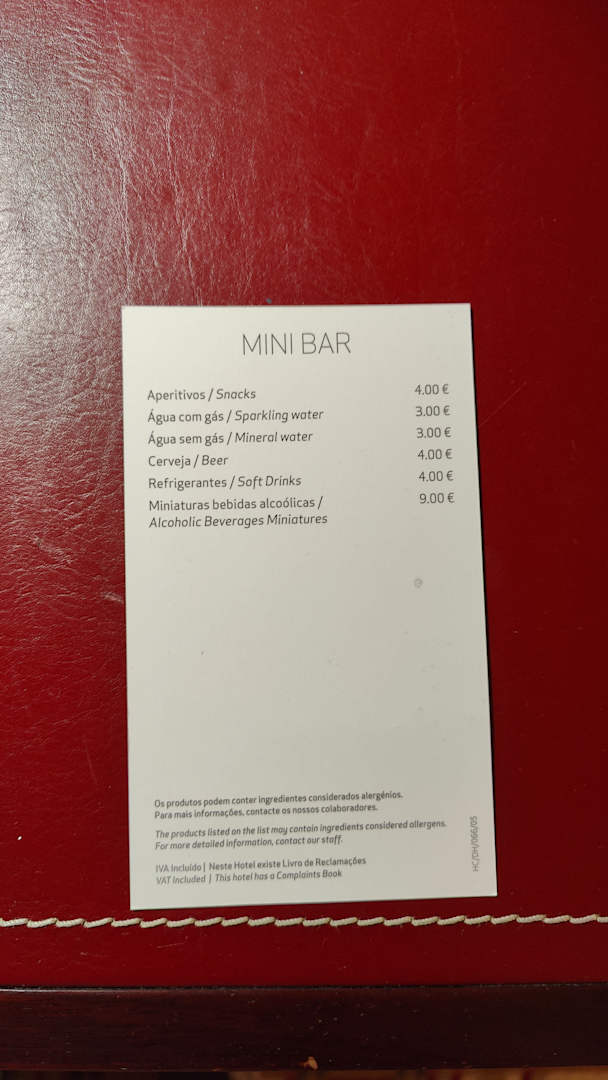 MINI BAR
Aperitivos / Snacks 4.00 €
Água com gás / Sparkling water 3.00 €
Água sem gás / Mineral water 3.00 €
Cerveja / Beer 4.00 €
Refrigerantes / Soft Drinks 4.00 €
Miniaturas bebidas alcoólicas / 9.00 €
Alcoholic Beverages Miniatures
Os produtos podem conter ingredientes considerados alergénios.
Para mais informações, contacte os nossos colaboradores.
The products listed on the list may contain ingredients considered allergens.
For more detailed information, contact our staff.
IVA Incluído | Neste Hotel existe Livro de Reclamações
VAT Included | This hotel has a Complaints Book
HC/DH/066/05